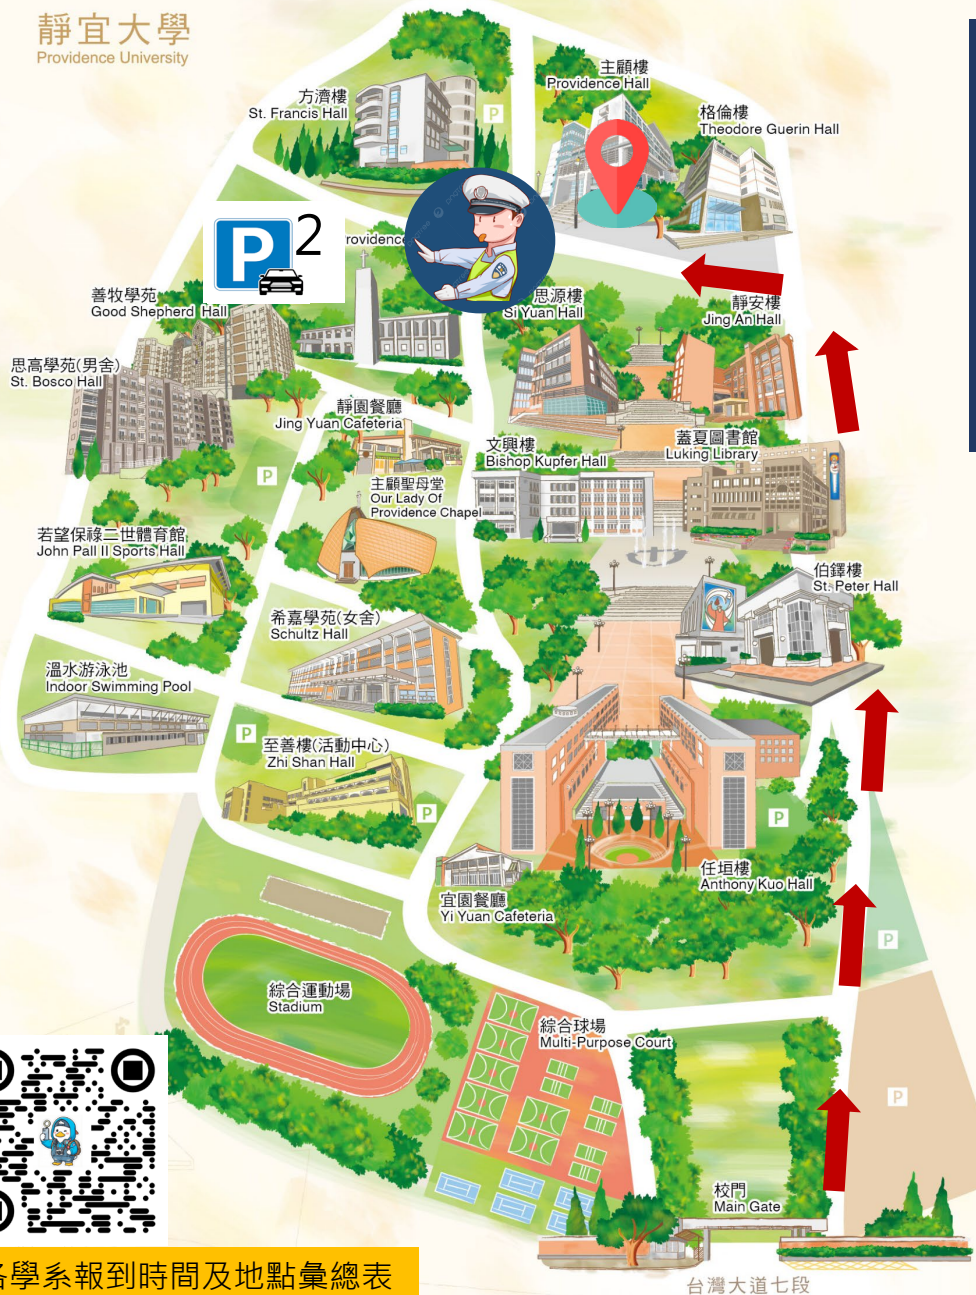 靜宜大學
Providence University
主顧樓
Providence Hall
方濟樓
St. Francis Hall
P
格倫樓
Theodore Guerin Hall
P 2
rovidence
善牧學苑
Good Shepherd Hall
思源樓
Si Yuan Hall
靜安樓
Jing An Hall
思高學苑(男舍)
St. Bosco Hall
靜園餐廳
Jing Yuan Cafeteria
文興樓
Bishop Kupfer Hall
蓋夏圖書館
Luking Library
P
主顧聖母堂
Our Lady Of
Providence Chapel
若望保祿二世體育館
John Pall II Sports Hall
伯鐸樓
St. Peter Hall
希嘉學苑(女舍)
Schultz Hall
溫水游泳池
Indoor Swimming Pool
P
至善樓(活動中心)
Zhi Shan Hall
P
P
任垣樓
Anthony Kuo Hall
宜園餐廳
Yi Yuan Cafeteria
P
綜合運動場
Stadium
綜合球場
Multi-Purpose Court
P
校門
Main Gate
學系報到時間及地點彙總表
台灣大道七段